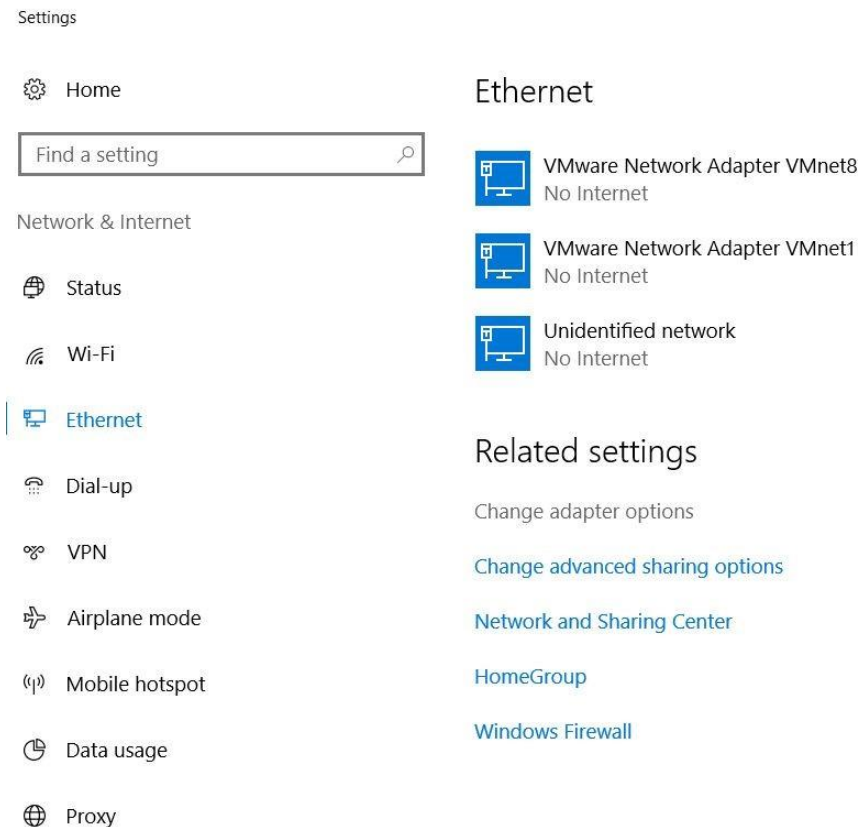 Settings
Home
Find a setting
Network & Internet
Status
Wi-Fi
Ethernet
Dial-up
VPN
Airplane mode
Mobile hotspot
Data usage
Proxy
Ethernet
VMware Network Adapter VMnet8
No Internet
VMware Network Adapter VMnet1
No Internet
Unidentified network
No Internet
Related settings
Change adapter options
Change advanced sharing options
Network and Sharing Center
HomeGroup
Windows Firewall